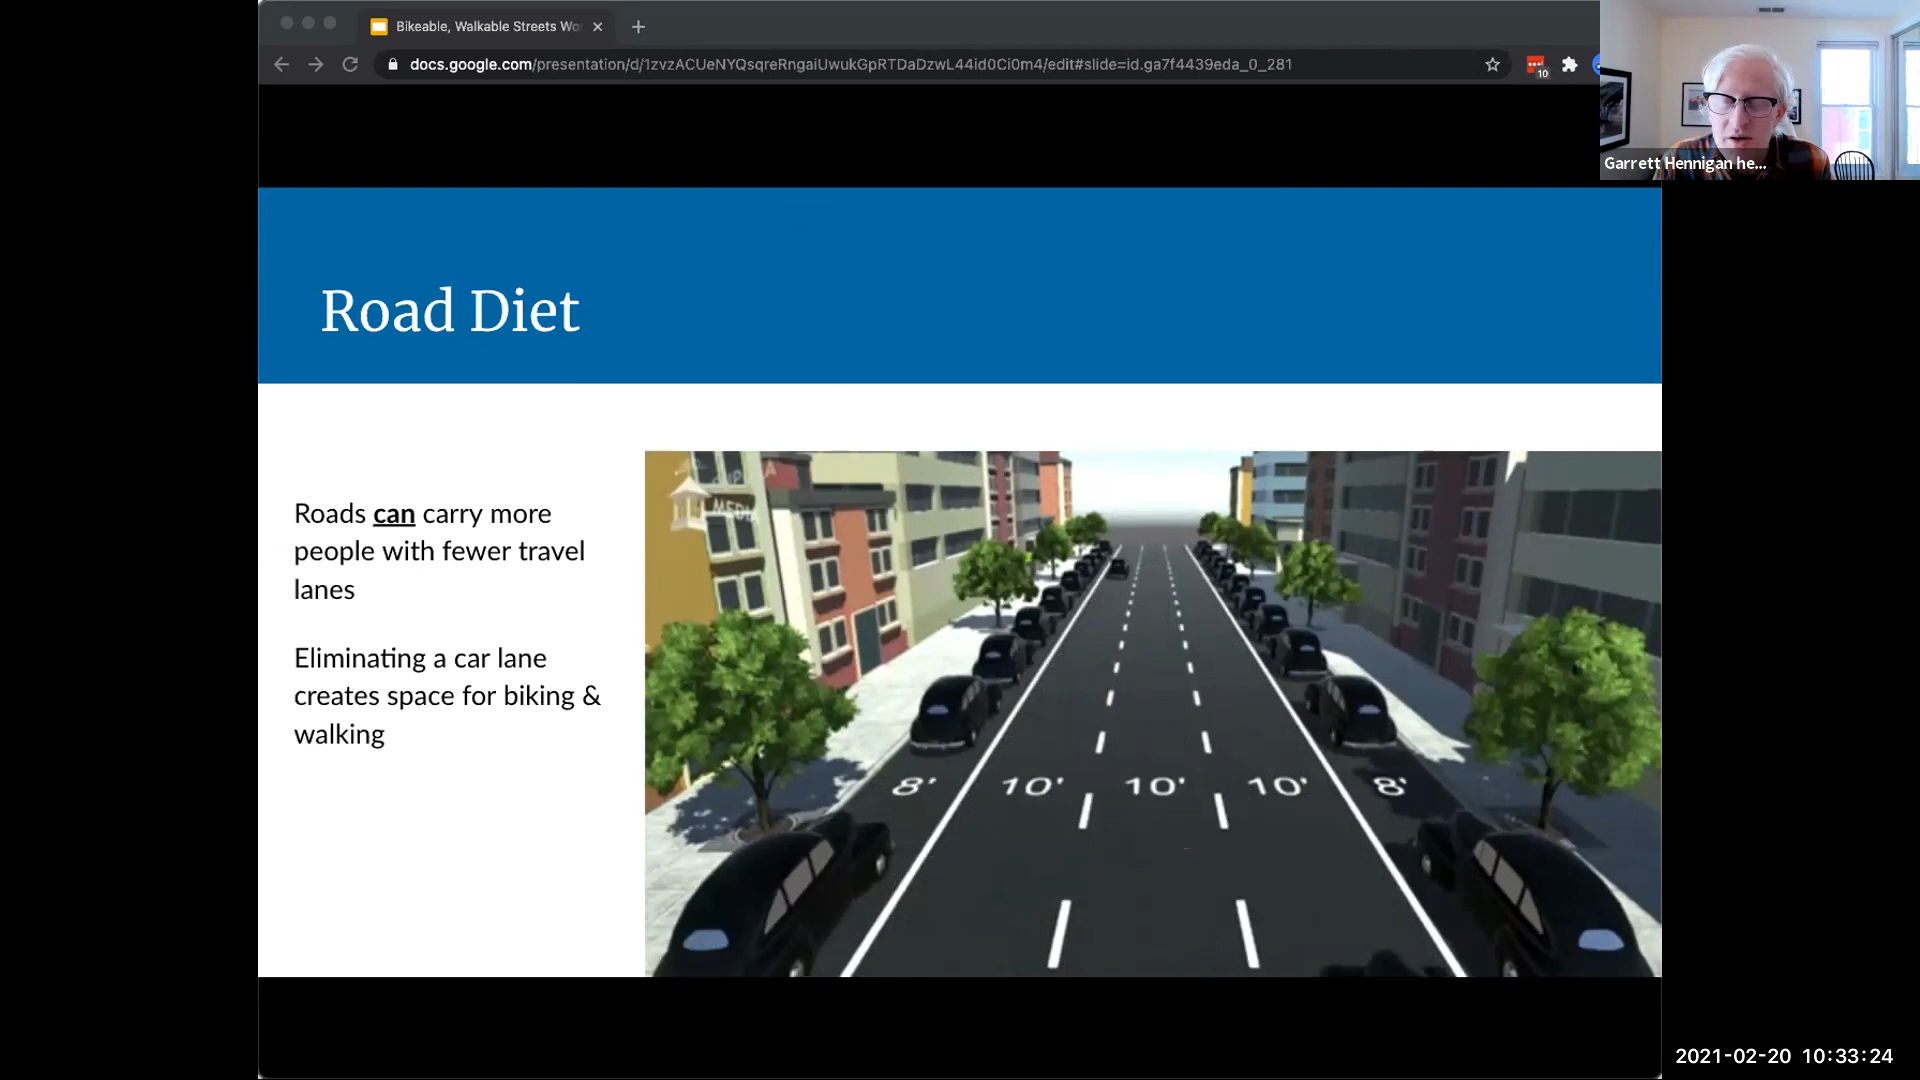 Bikeable, Walkable Streets Wo
docs.google.com/presentation/d/1zvzACUeNYQsqreRngaiUwukGpRTDaDzwL44id0Ci0m4/edit#slide=id.ga7f4439eda_0_281
10
Garrett Hennigan he...
Road Diet
MEDIA
Roads can carry more
people with fewer travel
lanes
Eliminating a car lane
creates space for biking &
walking
8' 10' 10' 10' 8'
2021-02-20 10:33:24